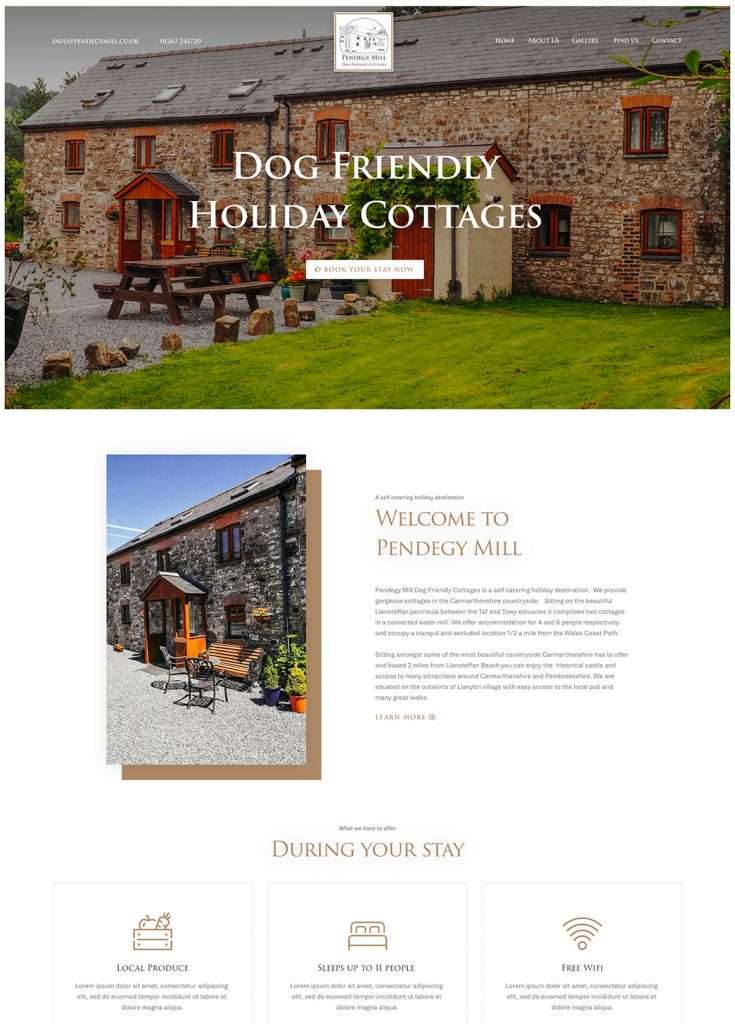 INFO@PENDEGYMILL.CO.UK 01267 241720
HOME ABOUT US GALLERY FIND US CONTACT
PENDEGY MILL
DOG FRIENDLY COTTAGES
DOG FRIENDLY
HOLIDAY COTTAGES
BOOK YOUR STAY NOW
A self catering holiday destination
WELCOME TO
PENDEGY MILL
Pendegy Mill Dog Friendly Cottages is a self catering holiday destination. We provide
gorgeous cottages in the Carmarthenshire countryside. Sitting on the beautiful
Llansteffan peninsula between the Taf and Towy estuaries it comprises two cottages
in a converted water mill. We offer accommodation for 4 and 6 people respectively
and occupy a tranquil and secluded location 1/2 a mile from the Wales Coast Path.
Sitting amongst some of the most beautiful countryside Carmarthenshire has to offer
and based 2 miles from Llansteffan Beach you can enjoy the historical castle and
access to many attractions around Carmarthenshire and Pembrokeshire. We are
situated on the outskirts of Llanybri village with easy access to the local pub and
many great walks.
LEARN MORE
What we have to offer
DURING YOUR STAY
LOCAL PRODUCE
Lorem ipsum dolor sit amet, consectetur adipiscing
elit, sed do eiusmod tempor incididunt ut labore et
dolore magna aliqua.
SLEEPS UP TO 11 PEOPLE
Lorem ipsum dolor sit amet, consectetur adipiscing
elit, sed do eiusmod tempor incididunt ut labore et
dolore magna aliqua.
FREE WIFI
Lorem ipsum dolor sit amet, consectetur adipiscing
elit, sed do eiusmod tempor incididunt ut labore et
dolore magna aliqua.